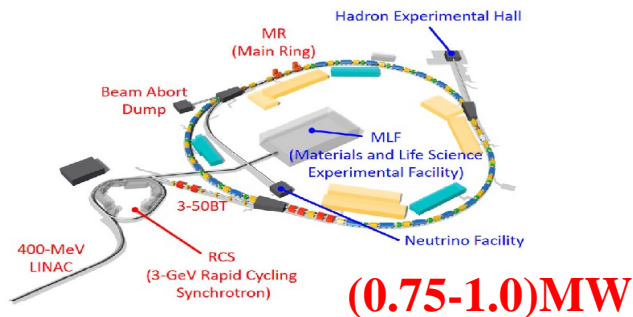 Hadron Experimental Hall
MR
(Main Ring)
Beam Abort
Dump
MLF
(Materials and Life Science
Experimental Facility)
3-50BT
Neutrino Facility
400-MeV
LINAC
RCS
(3-GeV Rapid Cycling
Synchrotron)
(0.75-1.0)MW